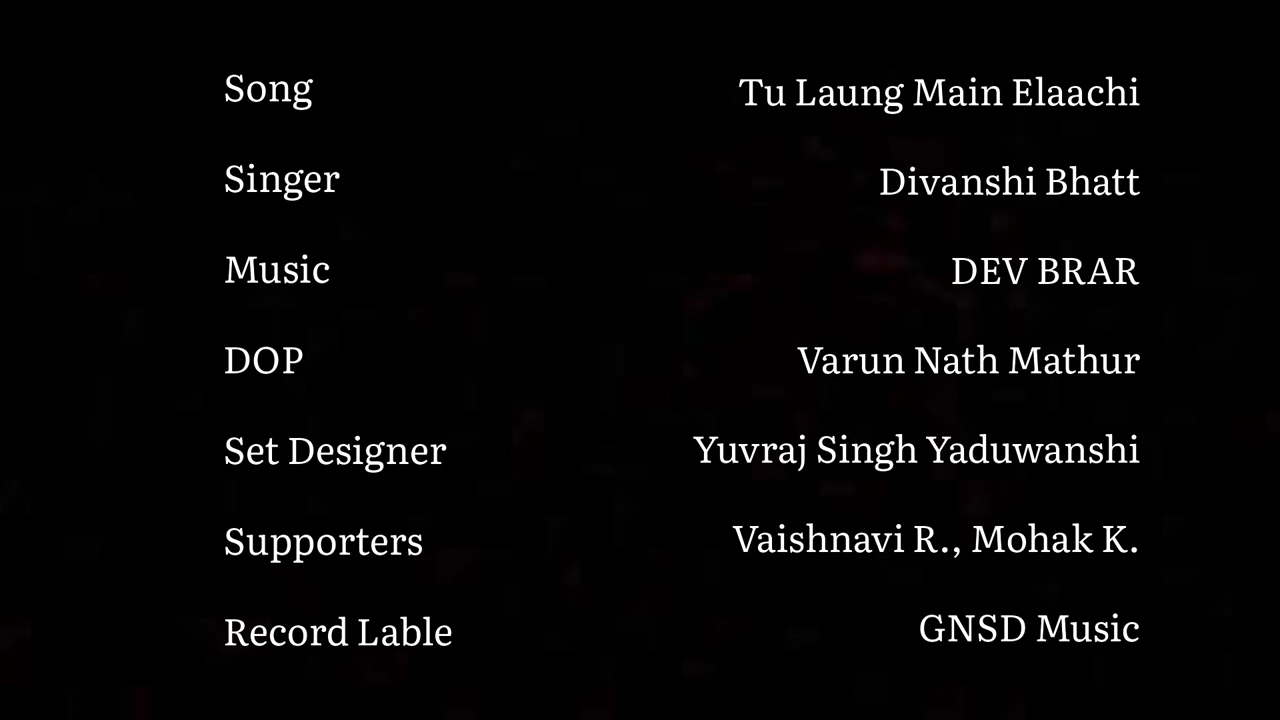 Song Tu Laung Main Elaachi
Singer Divanshi Bhatt
Music DEV BRAR
DOP Varun Nath Mathur
Set Designer Yuvraj Singh Yaduwanshi
Supporters Vaishnavi R., Mohak K.
Record Lable GNSD Music